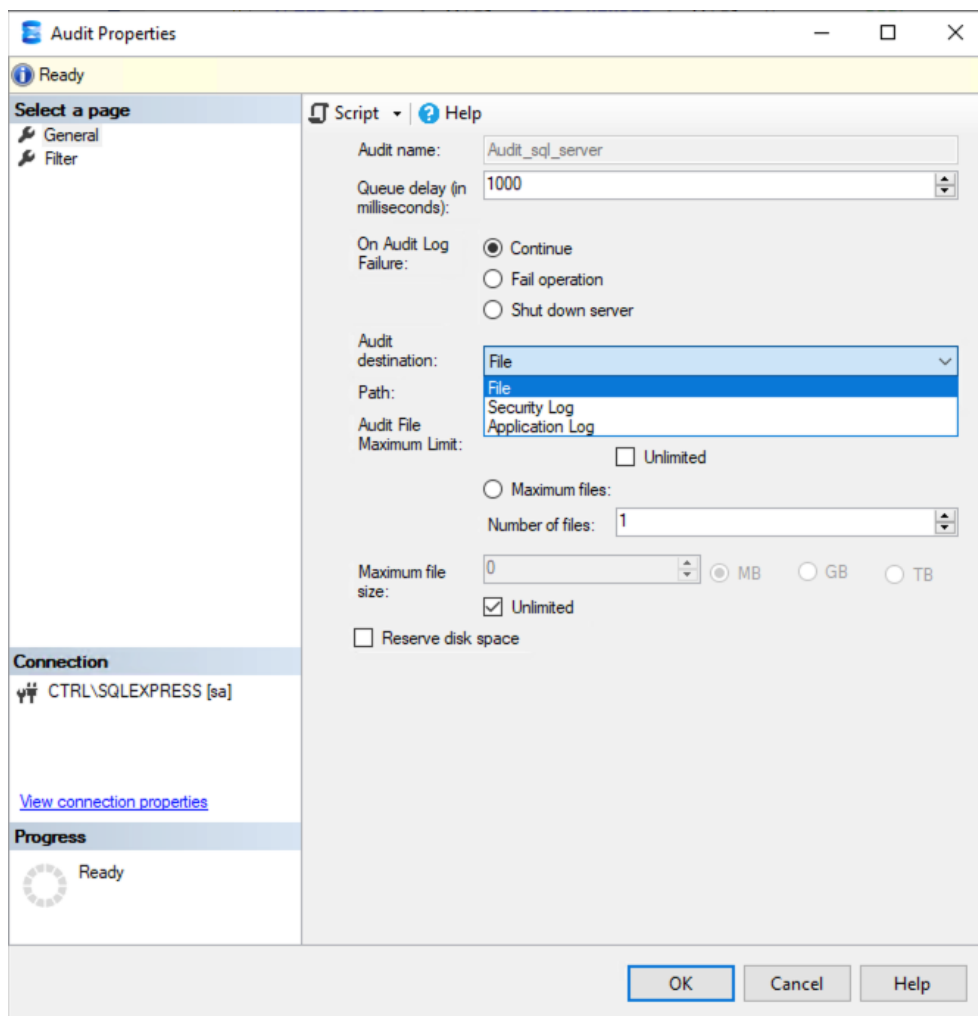 Audit Properties
Ready
Select a page
General
Filter
Script
Help
Audit name:
Audit_sql_server
Queue delay (in
milliseconds):
1000
On Audit Log
Failure:
Continue
Fail operation
Shut down server
Audit
destination:
File
File
Security Log
Application Log
Path:
Audit File
Maximum Limit:
Unlimited
Maximum files:
Number of files:
1
Maximum file
size:
0
MB
GB
TB
Unlimited
Reserve disk space
Connection
CTRL\SQLEXPRESS [sa]
View connection properties
Progress
Ready
OK
Cancel
Help